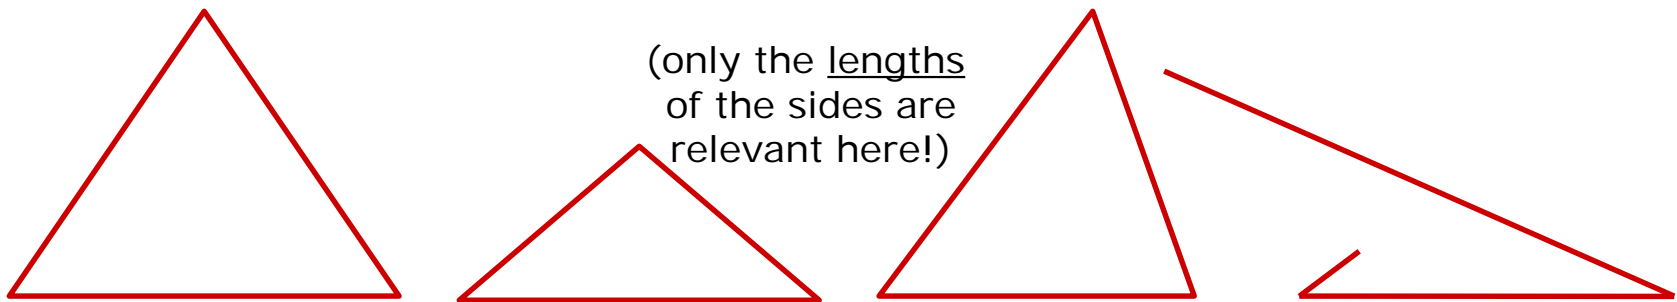 (only the lengths
of the sides are
relevant here!)